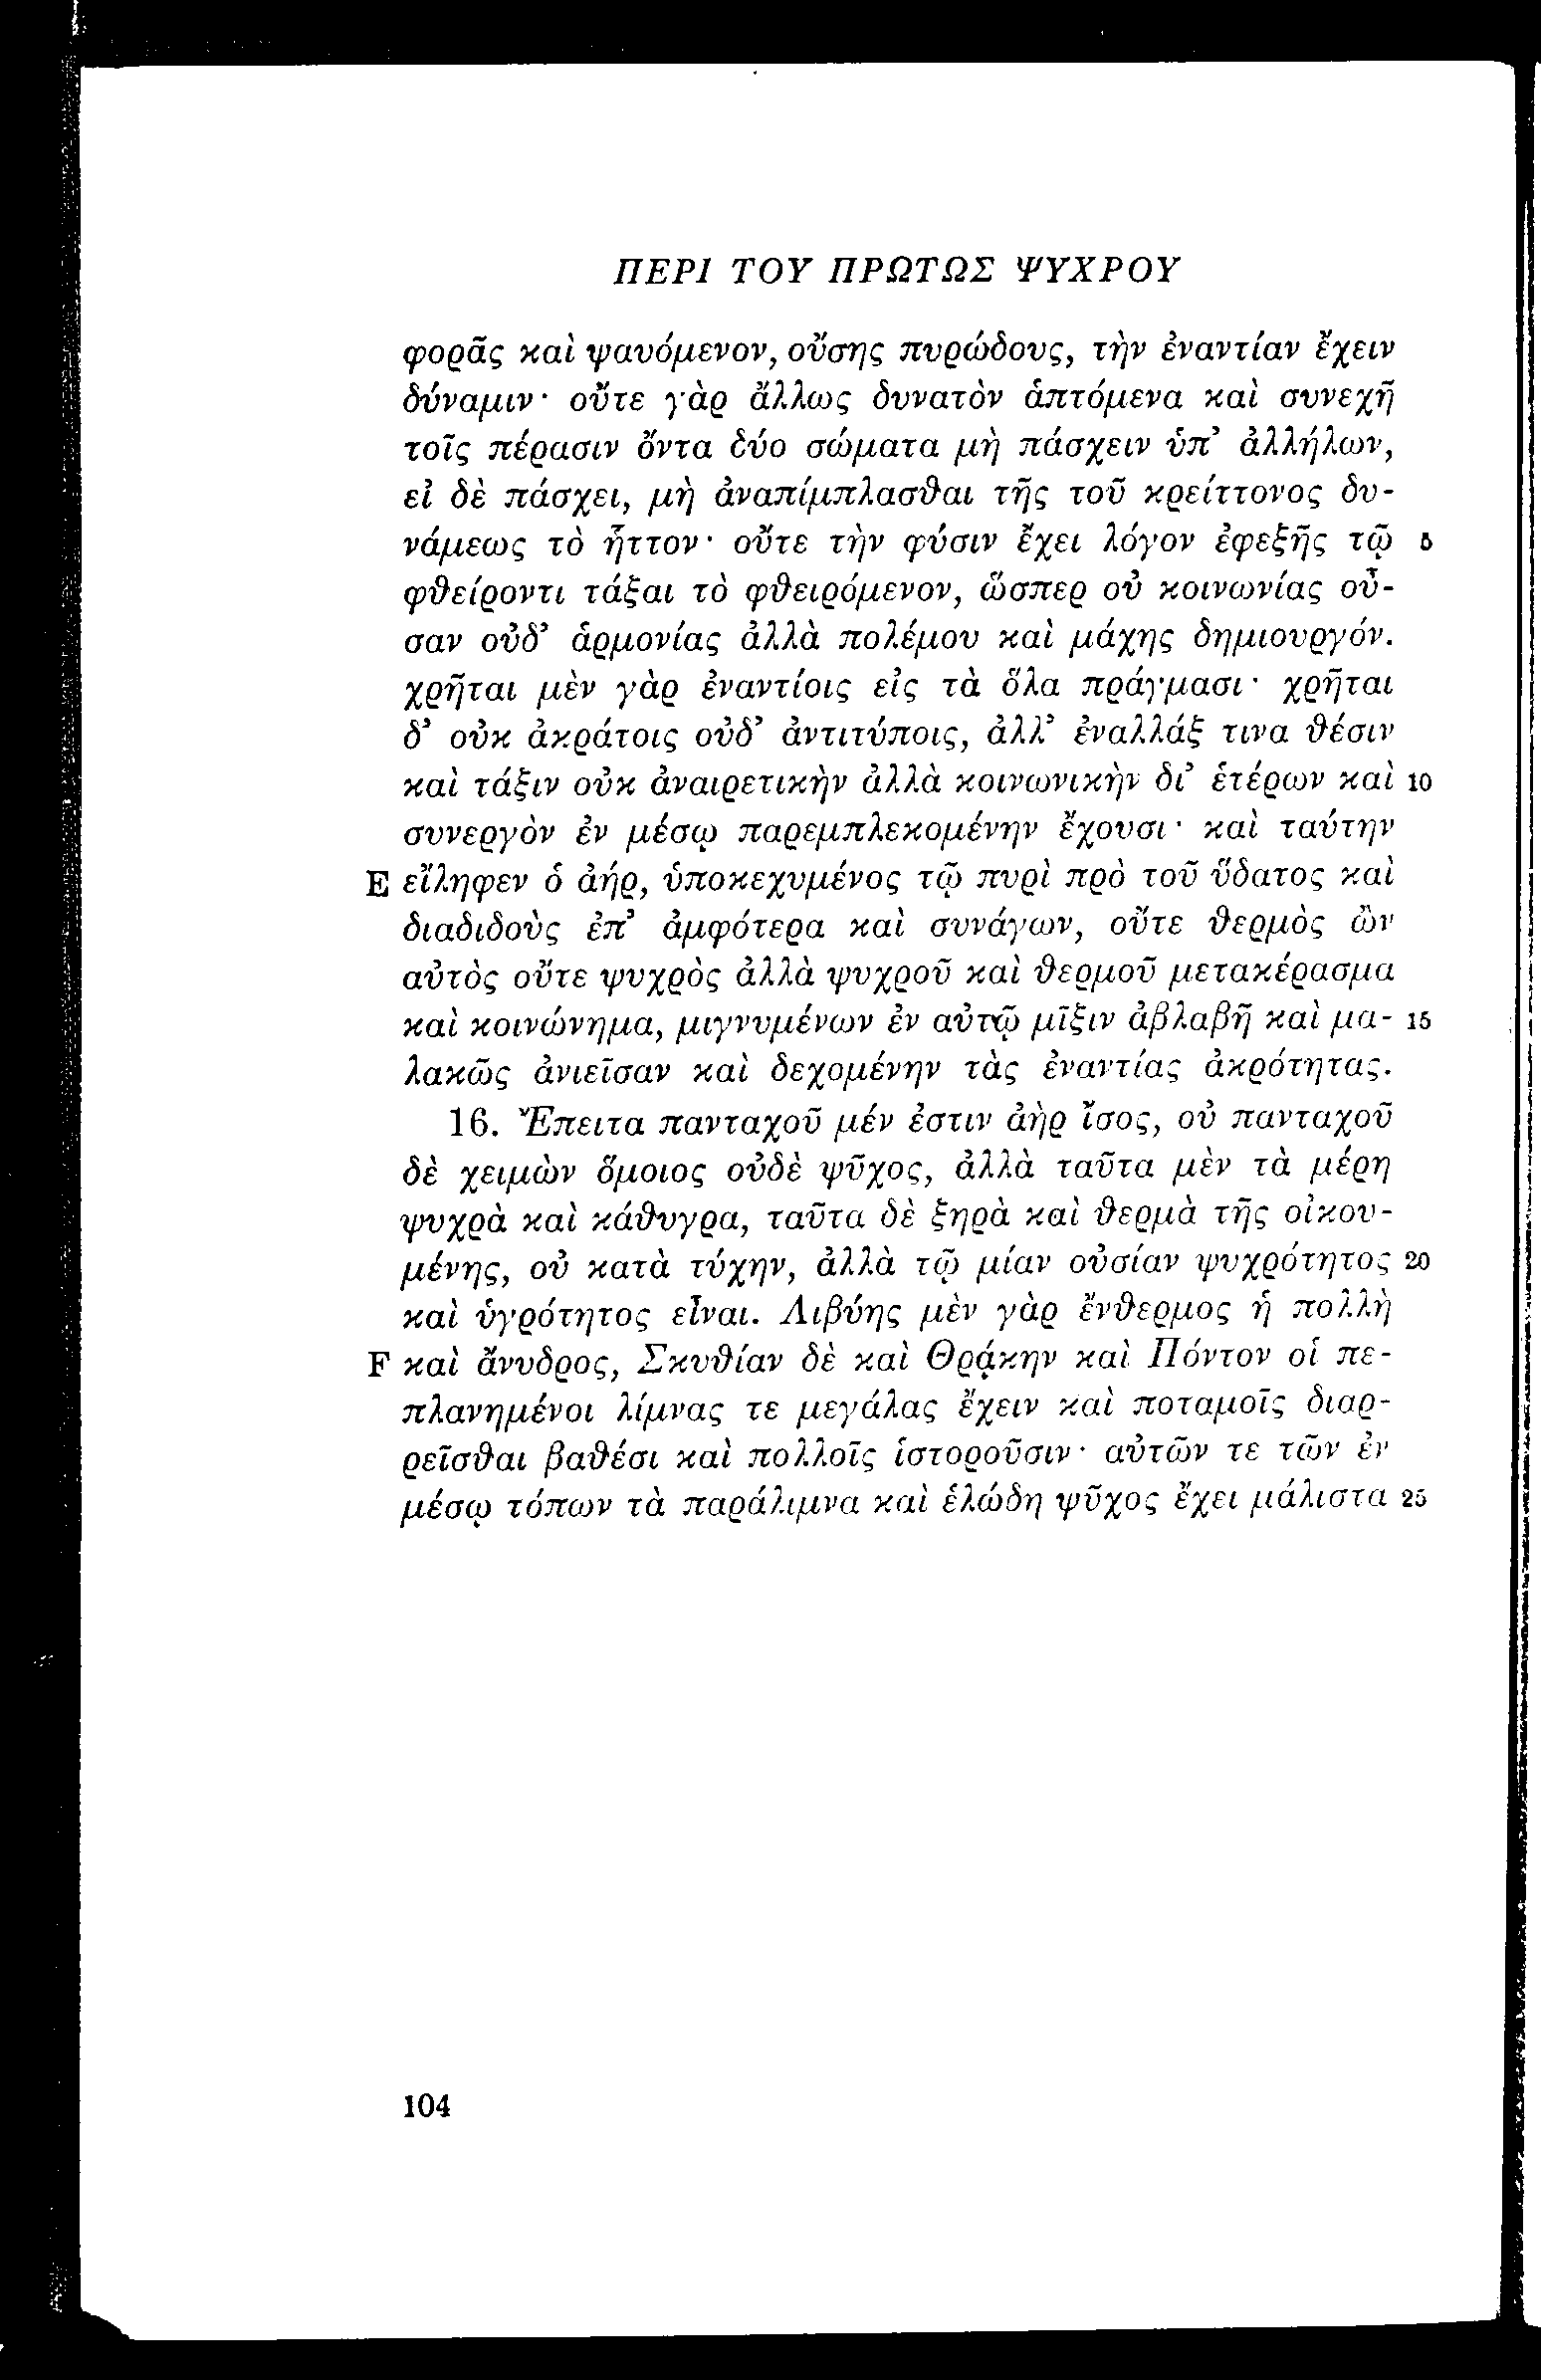 ΠΕΡΙ ΤΟΥ ΠΡΩΤΩΣ ΨΥΧΡΟΥ
φορᾶς καὶ ψαυόμενον, οὔσης πυρώδους, τὴν ἐναντίαν ἔχειν
δύναμιν· οὔτε γὰρ ἄλλως δυνατὸν ἁπτόμενα καὶ συνεχῆ
τοῖς πέρασιν ὄντα δύο σώματα μὴ πάσχειν ὑπ’ ἀλλήλων,
εἰ δὲ πάσχει, μὴ ἀναπίμπλασθαι τῆς τοῦ κρείττονος δυ-
νάμεως τὸ ἧττον· οὔτε τὴν φύσιν ἔχει λόγον ἐφεξῆς τῷ 5
φθείροντι τάξαι τὸ φθειρόμενον, ὥσπερ οὐ κοινωνίας οὖ-
σαν οὐδ’ ἁρμονίας ἀλλὰ πολέμου καὶ μάχης δημιουργόν.
χρῆται μὲν γὰρ ἐναντίοις εἰς τὰ ὅλα πράγμασι· χρῆται
δ’ οὐκ ἀκράτοις οὐδ’ ἀντιτύποις, ἀλλ’ ἐναλλάξ τινα θέσιν
καὶ τάξιν οὐκ ἀναιρετικὴν ἀλλὰ κοινωνικὴν δι’ ἑτέρων καὶ 10
συνεργὸν ἐν μέσῳ παρεμπλεκομένην ἔχουσι· καὶ ταύτην
E εἴληφεν ὁ ἀήρ, ὑποκεχυμένος τῷ πυρὶ πρὸ τοῦ ὕδατος καὶ
διαδιδοὺς ἐπ’ ἀμφότερα καὶ συνάγων, οὔτε θερμὸς ὢν
αὐτὸς οὔτε ψυχρὸς ἀλλὰ ψυχροῦ καὶ θερμοῦ μετακέρασμα
καὶ κοινώνημα, μιγνυμένων ἐν αὐτῷ μῖξιν ἀβλαβῆ καὶ μα- 15
λακῶς ἀνιεῖσαν καὶ δεχομένην τὰς ἐναντίας ἀκρότητας.
16. Ἔπειτα πανταχοῦ μέν ἐστιν ἀὴρ ἴσος, οὐ πανταχοῦ
δὲ χειμὼν ὅμοιος οὐδὲ ψῦχος, ἀλλὰ ταῦτα μὲν τὰ μέρη
ψυχρὰ καὶ κάθυγρα, ταῦτα δὲ ξηρὰ καὶ θερμὰ τῆς οἰκου-
μένης, οὐ κατὰ τύχην, ἀλλὰ τῷ μίαν οὐσίαν ψυχρότητος 20
καὶ ὑγρότητος εἶναι. Λιβύης μὲν γὰρ ἔνθερμος ἡ πολλὴ
F καὶ ἄνυδρος, Σκυθίαν δὲ καὶ Θρᾴκην καὶ Πόντον οἱ πε-
πλανημένοι λίμνας τε μεγάλας ἔχειν καὶ ποταμοῖς διαρ-
ρεῖσθαι βαθέσι καὶ πολλοῖς ἱστοροῦσιν· αὐτῶν τε τῶν ἐν
μέσῳ τόπων τὰ παράλιμνα καὶ ἑλώδη ψῦχος ἔχει μάλιστα 25
104